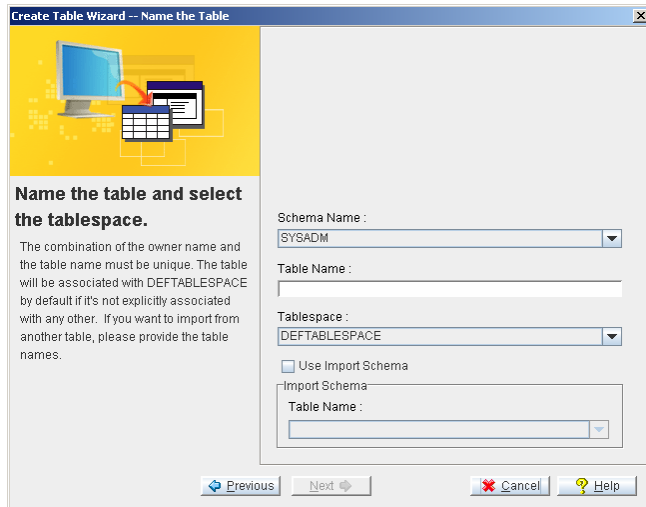 Create Table Wizard -- Name the Table
Name the table and select
the tablespace.
The combination of the owner name and
the table name must be unique. The table
will be associated with DEFTABLESPACE
by default if it's not explicitly associated
with any other.  If you want to import from
another table, please provide the table
names.
Schema Name :
SYSADM
Table Name :
Tablespace :
DEFTABLESPACE
Use Import Schema
Import Schema
Table Name :
Previous
Next
Cancel
Help